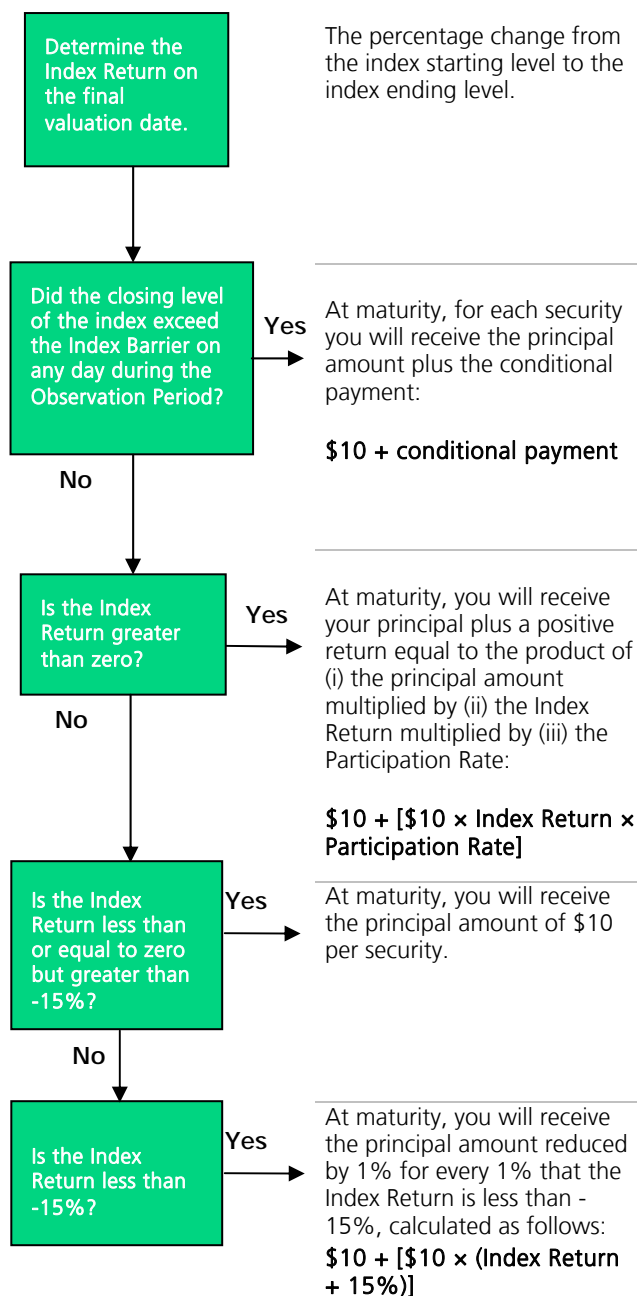 Determine the
Index Return on
the final
valuation date.
The percentage change from
the index starting level to the
index ending level.
Did the closing level
of the index exceed
the Index Barrier on
any day during the
Observation Period?
Yes
At maturity, for each security
you will receive the principal
amount plus the conditional
payment:
$10 + conditional payment
No
Is the Index
Return greater
than zero?
Yes
At maturity, you will receive
your principal plus a positive
return equal to the product of
(i) the principal amount
multiplied by (ii) the Index
Return multiplied by (iii) the
Participation Rate:
$10 + [$10 × Index Return ×
Participation Rate]
No
Is the Index
Return less than
or equal to zero
but greater than
-15%?
Yes
At maturity, you will receive
the principal amount of $10
per security.
No
Is the Index
Return less than
-15%?
Yes
At maturity, you will receive
the principal amount reduced
by 1% for every 1% that the
Index Return is less than -
15%, calculated as follows:
$10 + [$10 × (Index Return
+ 15%)]